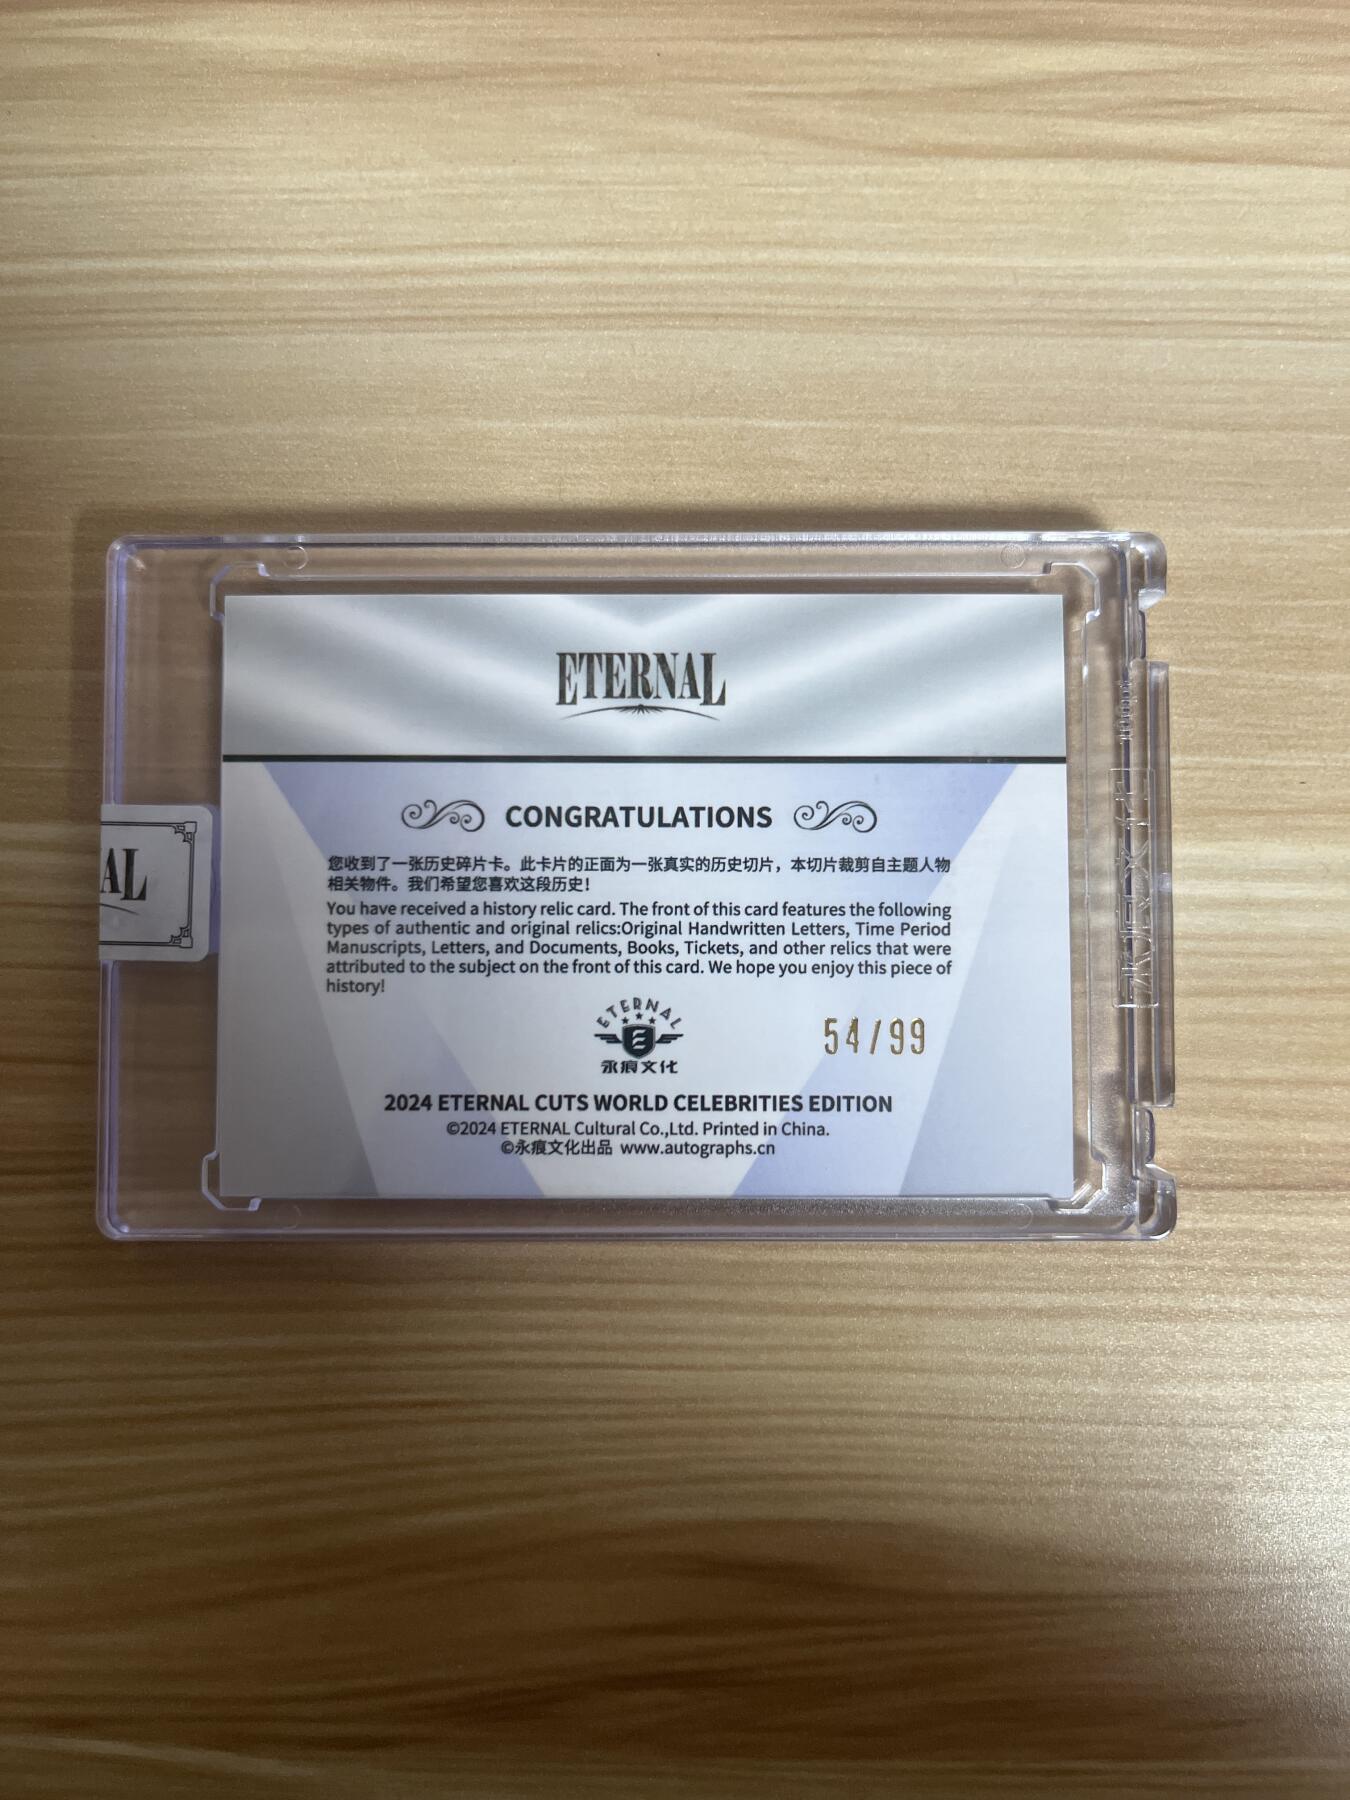 ETERNAL
CONGRATULATIONS
您收到了一张历史碎片卡。此卡片的正面为一张真实的历史切片，本切片裁剪自主题人物
相关物件。我们希望您喜欢这段历史!
You have received a history relic card. The front of this card features the following
types of authentic and original relics:Original Handwritten Letters, Time Period
Manuscripts, Letters, and Documents, Books, Tickets, and other relics that were
attributed to the subject on the front of this card. We hope you enjoy this piece of
history!
AL
ETERNAL
E
永痕文化
54/99
2024 ETERNAL CUTS WORLD CELEBRITIES EDITION
©2024 ETERNAL Cultural Co.,Ltd. Printed in China.
©永痕文化出品 www.autographs.cn
永痕文化